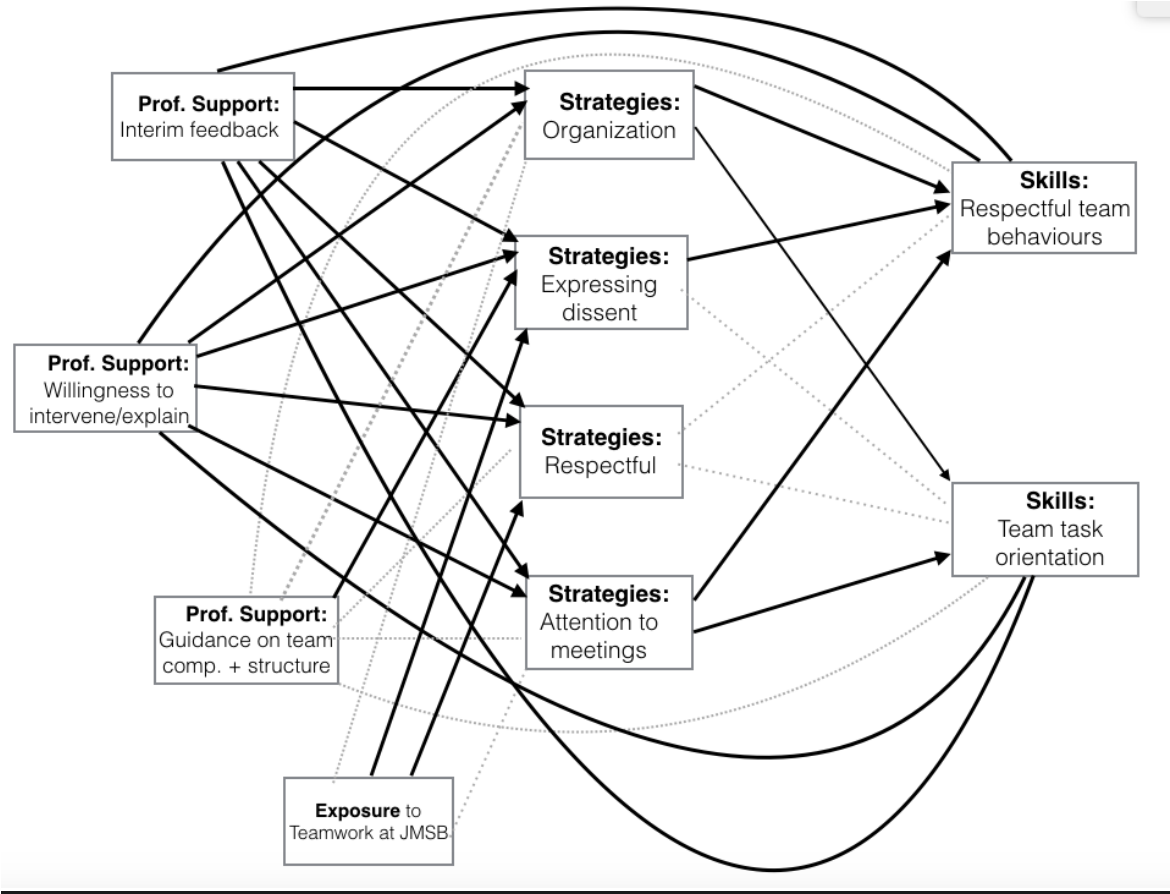 Prof. Support:
Interim feedback
Strategies:
Organization
Skills:
Respectful team
behaviours
Strategies:
Expressing
dissent
Prof. Support:
Willingness to
intervene/explain
Strategies:
Respectful
Skills:
Team task
orientation
Strategies:
Attention to
meetings
Prof. Support:
Guidance on team
comp. + structure
Exposure to
Teamwork at JMSB